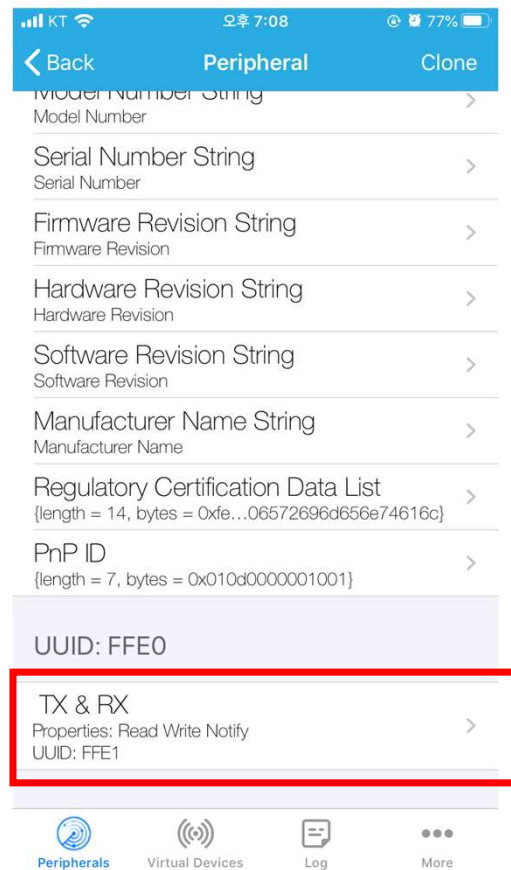 KT 오후 7:08 77%
Back Peripheral Clone
Model Number String
Model Number
Serial Number String
Serial Number
Firmware Revision String
Firmware Revision
Hardware Revision String
Hardware Revision
Software Revision String
Software Revision
Manufacturer Name String
Manufacturer Name
Regulatory Certification Data List
{length = 14, bytes = 0xfe...06572696d656e74616c}
PnP ID
{length = 7, bytes = 0x010d0000001001}
UUID: FFE0
TX & RX
Properties: Read Write Notify
UUID: FFE1
Peripherals Virtual Devices Log More